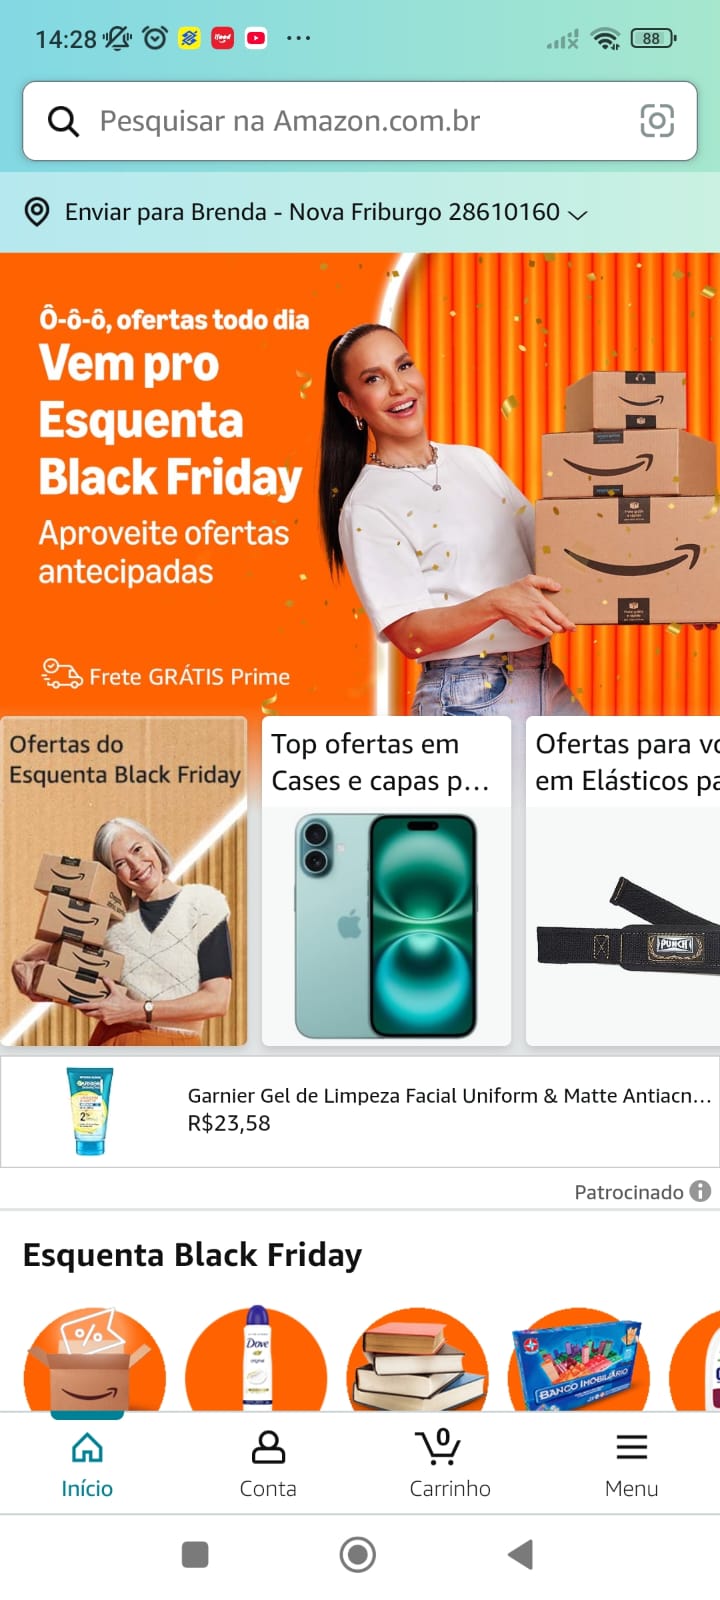 14:28
88
Pesquisar na Amazon.com.br
Enviar para Brenda - Nova Friburgo 28610160
Ô-ô-ô, ofertas todo dia
Vem pro
Esquenta
Black Friday
Aproveite ofertas
antecipadas
Frete GRÁTIS Prime
Ofertas do
Esquenta Black Friday
Top ofertas em
Cases e capas p...
Ofertas para vo
em Elásticos pa
PUNCH
Garnier Gel de Limpeza Facial Uniform & Matte Antiacn...
R$23,58
Patrocinado
Esquenta Black Friday
%
Dove
BANCO IMOBILIÁRIO
Início
Conta
0
Carrinho
Menu